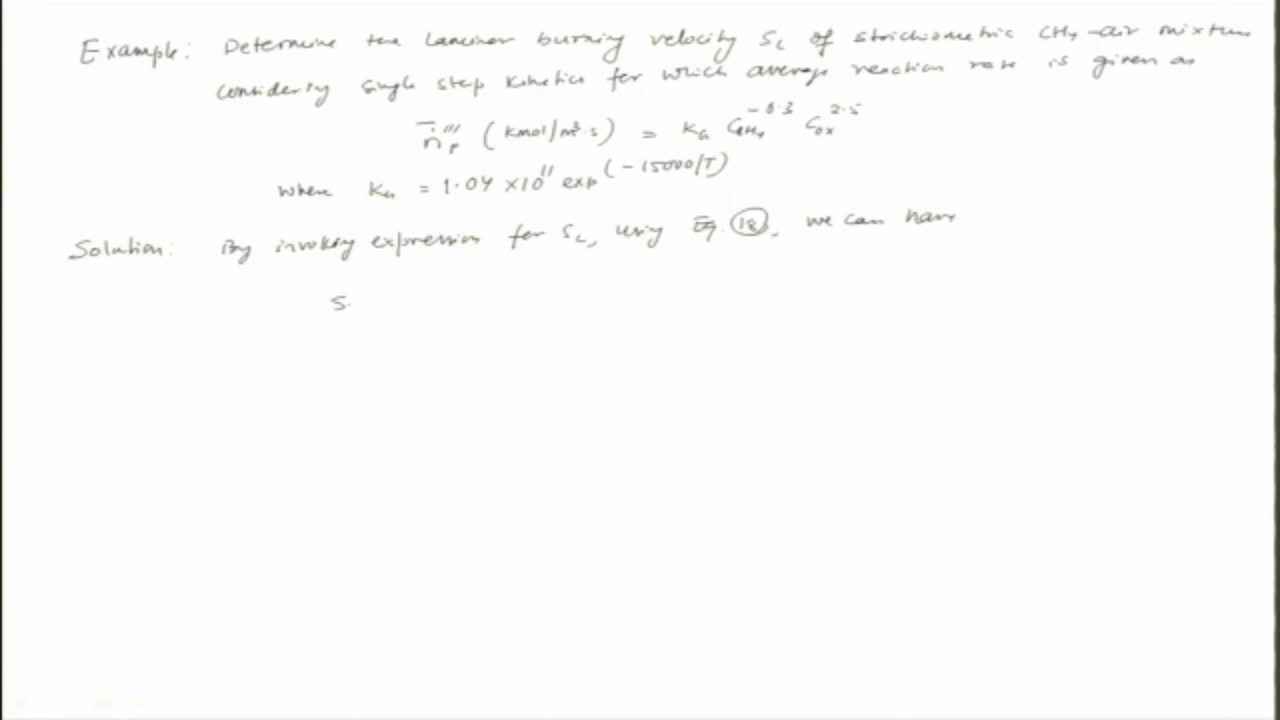 Example: Determine the Laminar burning velocity S_L of stoichiometric CH4-air mixture
considering single step kinetics for which average reaction rate is given as
n̄̇_F''' (kmol/m³·s) = K_G C_CH4^-0.3 C_ox^2.5
where K_G = 1.04 × 10^11 exp(-15000/T)
Solution: By invoking expression for S_L, using Eq. (18), we can have
S